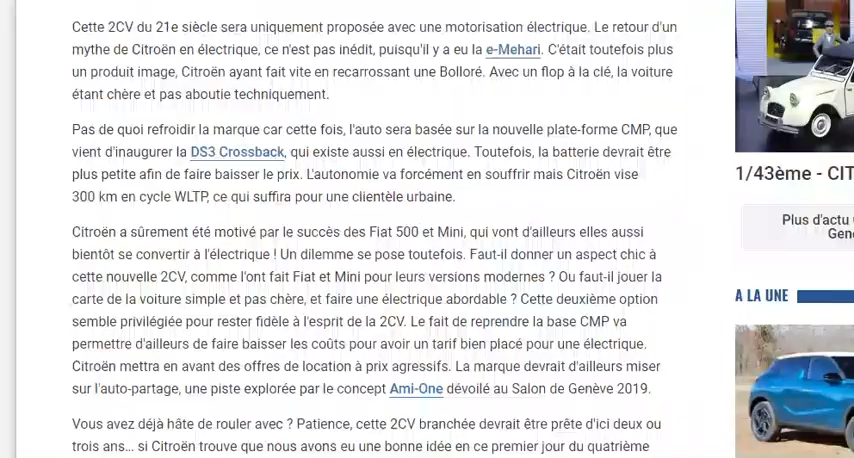 Cette 2CV du 21e siècle sera uniquement proposée avec une motorisation électrique. Le retour d'un
mythe de Citroën en électrique, ce n'est pas inédit, puisqu'il y a eu la e-Mehari. C'était toutefois plus
un produit image, Citroën ayant fait vite en recarrossant une Bolloré. Avec un flop à la clé, la voiture
étant chère et pas aboutie techniquement.
Pas de quoi refroidir la marque car cette fois, l'auto sera basée sur la nouvelle plate-forme CMP, que
vient d'inaugurer la DS3 Crossback, qui existe aussi en électrique. Toutefois, la batterie devrait être
plus petite afin de faire baisser le prix. L'autonomie va forcément en souffrir mais Citroën vise
300 km en cycle WLTP, ce qui suffira pour une clientèle urbaine.
Citroën a sûrement été motivé par le succès des Fiat 500 et Mini, qui vont d'ailleurs elles aussi
bientôt se convertir à l'électrique ! Un dilemme se pose toutefois. Faut-il donner un aspect chic à
cette nouvelle 2CV, comme l'ont fait Fiat et Mini pour leurs versions modernes ? Ou faut-il jouer la
carte de la voiture simple et pas chère, et faire une électrique abordable ? Cette deuxième option
semble privilégiée pour rester fidèle à l'esprit de la 2CV. Le fait de reprendre la base CMP va
permettre d'ailleurs de faire baisser les coûts pour avoir un tarif bien placé pour une électrique.
Citroën mettra en avant des offres de location à prix agressifs. La marque devrait d'ailleurs miser
sur l'auto-partage, une piste explorée par le concept Ami-One dévoilé au Salon de Genève 2019.
Vous avez déjà hâte de rouler avec ? Patience, cette 2CV branchée devrait être prête d'ici deux ou
trois ans... si Citroën trouve que nous avons eu une bonne idée en ce premier jour du quatrième
1/43ème - CIT
Plus d'actu
Gen
A LA UNE